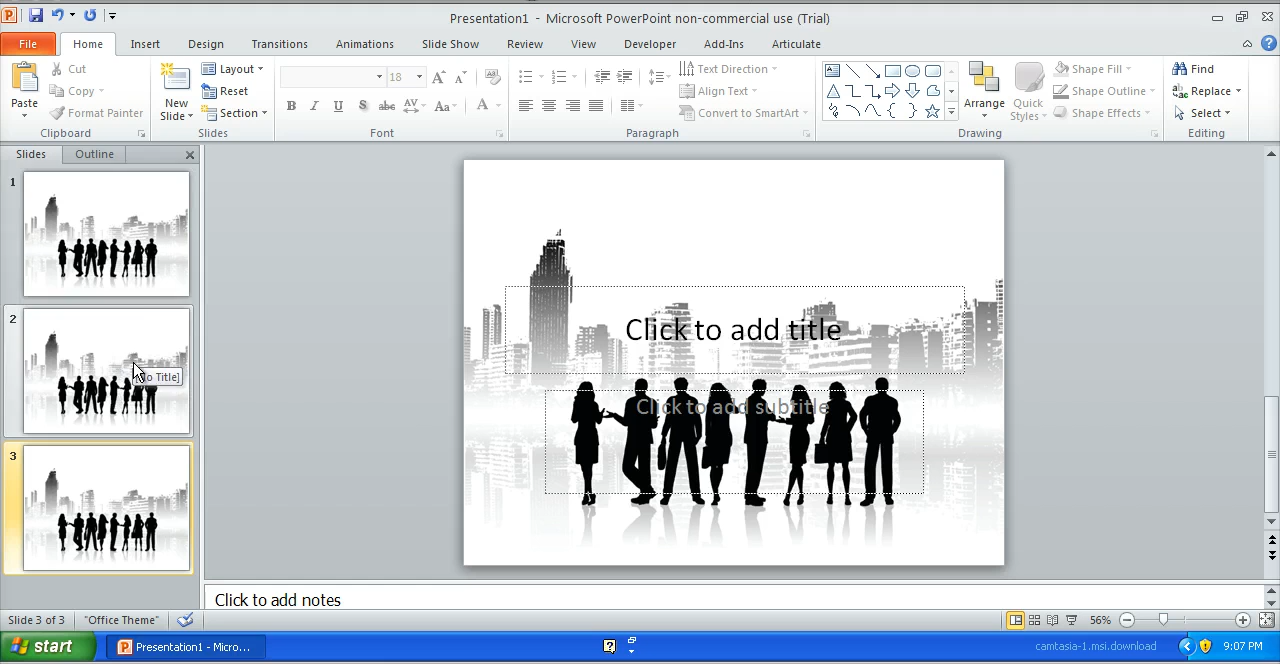 Presentation1 - Microsoft PowerPoint non-commercial use (Trial)
File Home Insert Design Transitions Animations Slide Show Review View Developer Add-Ins Articulate
Paste
Cut
Copy
Format Painter
Clipboard
New Slide
Layout
Reset
Section
Slides
18
B I U S abc AV Aa A
Font
Text Direction
Align Text
Convert to SmartArt
Paragraph
Arrange
Quick Styles
Shape Fill
Shape Outline
Shape Effects
Drawing
Find
Replace
Select
Editing
Slides Outline
1
2
3
Click to add title
Click to add subtitle
Click to add notes
Slide 3 of 3 "Office Theme" 56%
start Presentation1 - Micro... camtasia-1.msi.download 9:07 PM